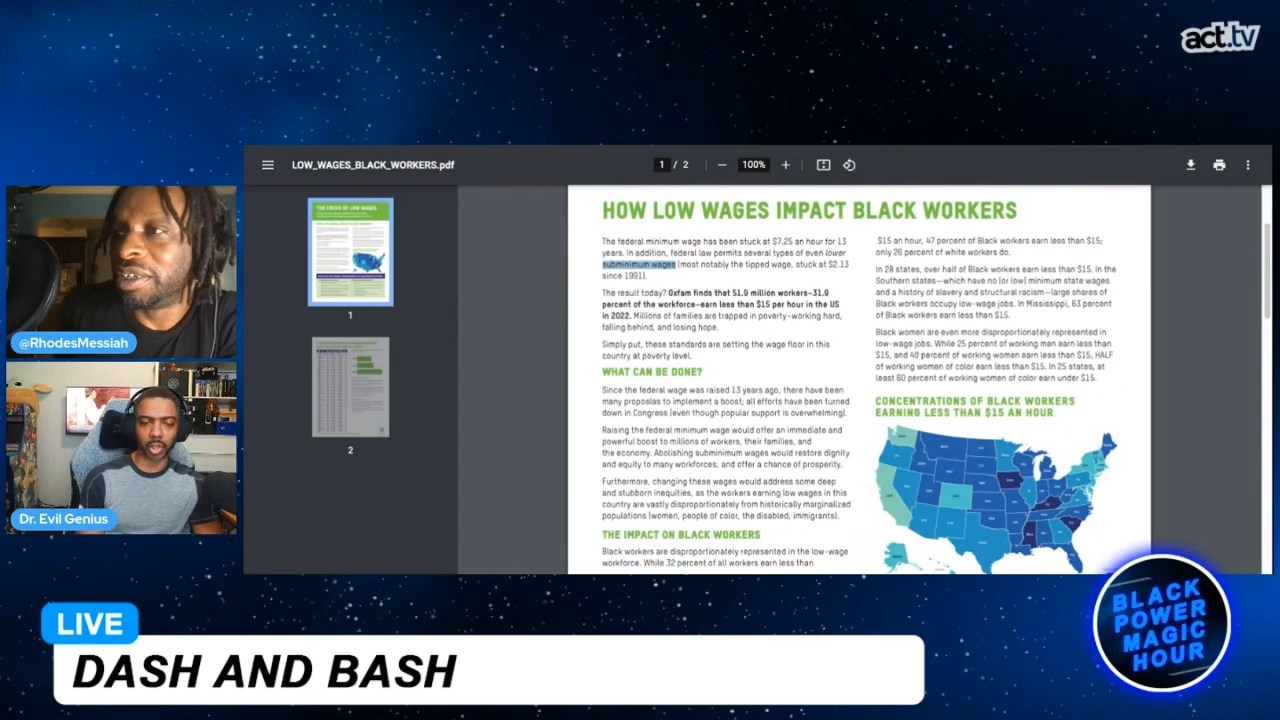 act.tv
LOW_WAGES_BLACK_WORKERS.pdf
1 / 2
100%
THE CRISIS OF LOW WAGES
1
2
HOW LOW WAGES IMPACT BLACK WORKERS
The federal minimum wage has been stuck at $7.25 an hour for 13
years. In addition, federal law permits several types of even lower
subminimum wages (most notably the tipped wage, stuck at $2.13
since 1991).
The result today? Oxfam finds that 51.9 million workers—31.9
percent of the workforce—earn less than $15 per hour in the US
in 2022. Millions of families are trapped in poverty—working hard,
falling behind, and losing hope.
Simply put, these standards are setting the wage floor in this
country at poverty level.
WHAT CAN BE DONE?
Since the federal wage was raised 13 years ago, there have been
many proposlas to implement a boost; all efforts have been turned
down in Congress (even though popular support is overwhelming).
Raising the federal minimum wage would offer an immediate and
powerful boost to millions of workers, their families, and
the economy. Abolishing subminimum wages would restore dignity
and equity to many workforces, and offer a chance of prosperity.
Furthermore, changing these wages would address some deep
and stubborn inequities, as the workers earning low wages in this
country are vastly disproportionately from historically marginalized
populations (women, people of color, the disabled, immigrants).
THE IMPACT ON BLACK WORKERS
Black workers are disproportionately represented in the low-wage
workforce. While 32 percent of all workers earn less than
$15 an hour, 47 percent of Black workers earn less than $15;
only 26 percent of white workers do.
In 28 states, over half of Black workers earn less than $15. In the
Southern states—which have no (or low) minimum state wages
and a history of slavery and structural racism—large shares of
Black workers occupy low-wage jobs. In Mississippi, 63 percent
of Black workers earn less than $15.
Black women are even more disproportionately represented in
low-wage jobs. While 25 percent of working men earn less than
$15, and 40 percent of working women earn less than $15, HALF
of working women of color earn less than $15. In 25 states, at
least 60 percent of working women of color earn under $15.
CONCENTRATIONS OF BLACK WORKERS
EARNING LESS THAN $15 AN HOUR
@RhodesMessiah
Dr. Evil Genius
LIVE
DASH AND BASH
BLACK
POWER
MAGIC
HOUR